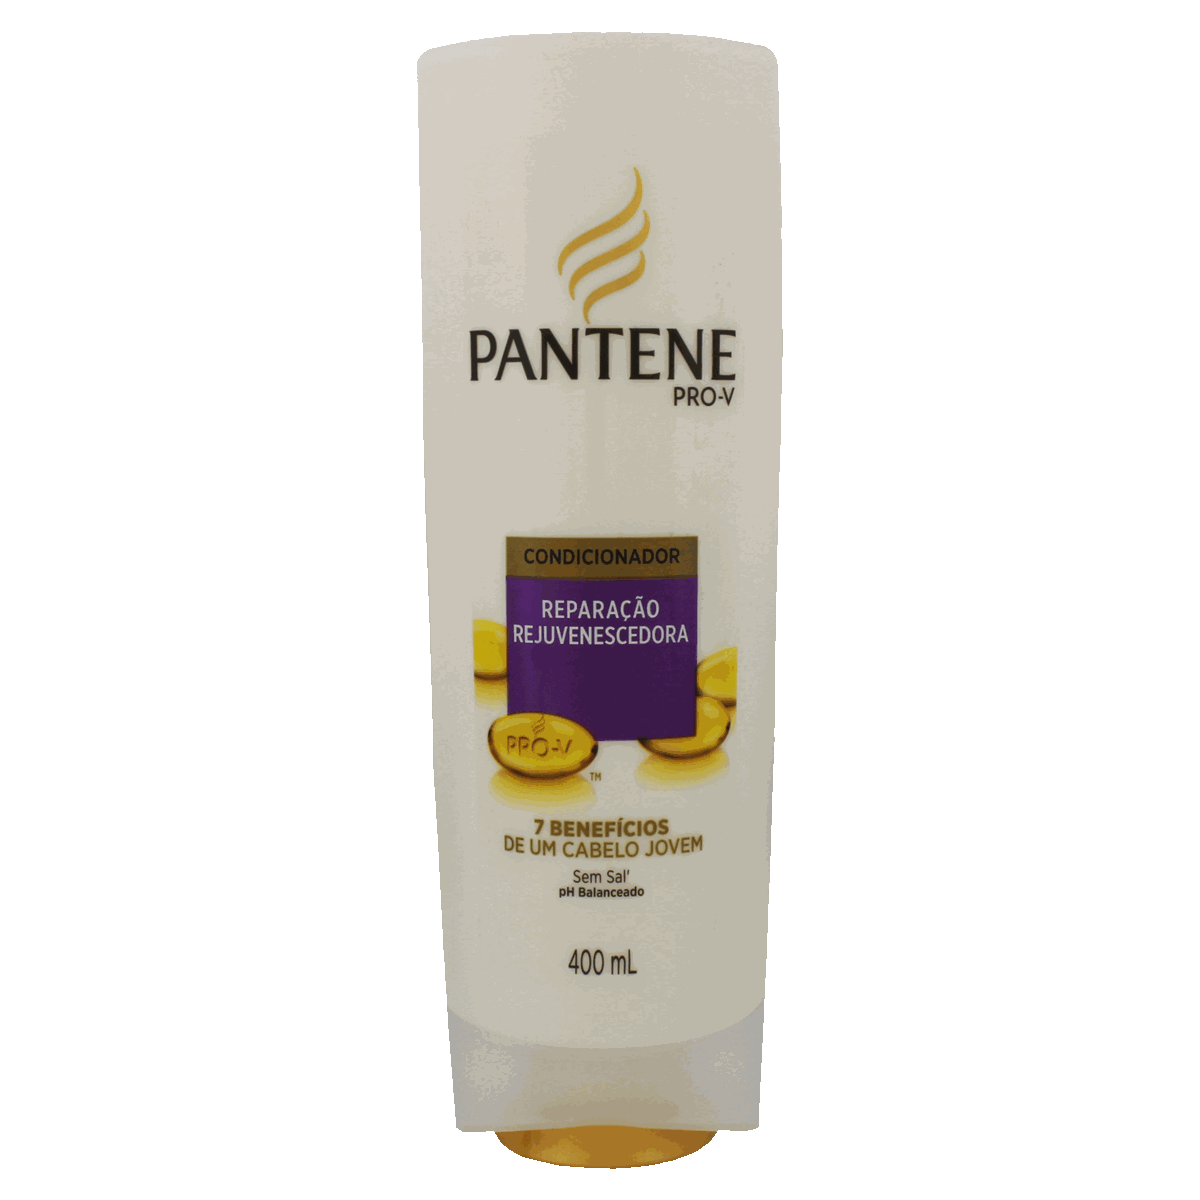 PANTENE
PRO-V
CONDICIONADOR
REPARAÇÃO
REJUVENESCEDORA
PRO-V
TM
7 BENEFÍCIOS
DE UM CABELO JOVEM
Sem Sal'
pH Balanceado
400 mL